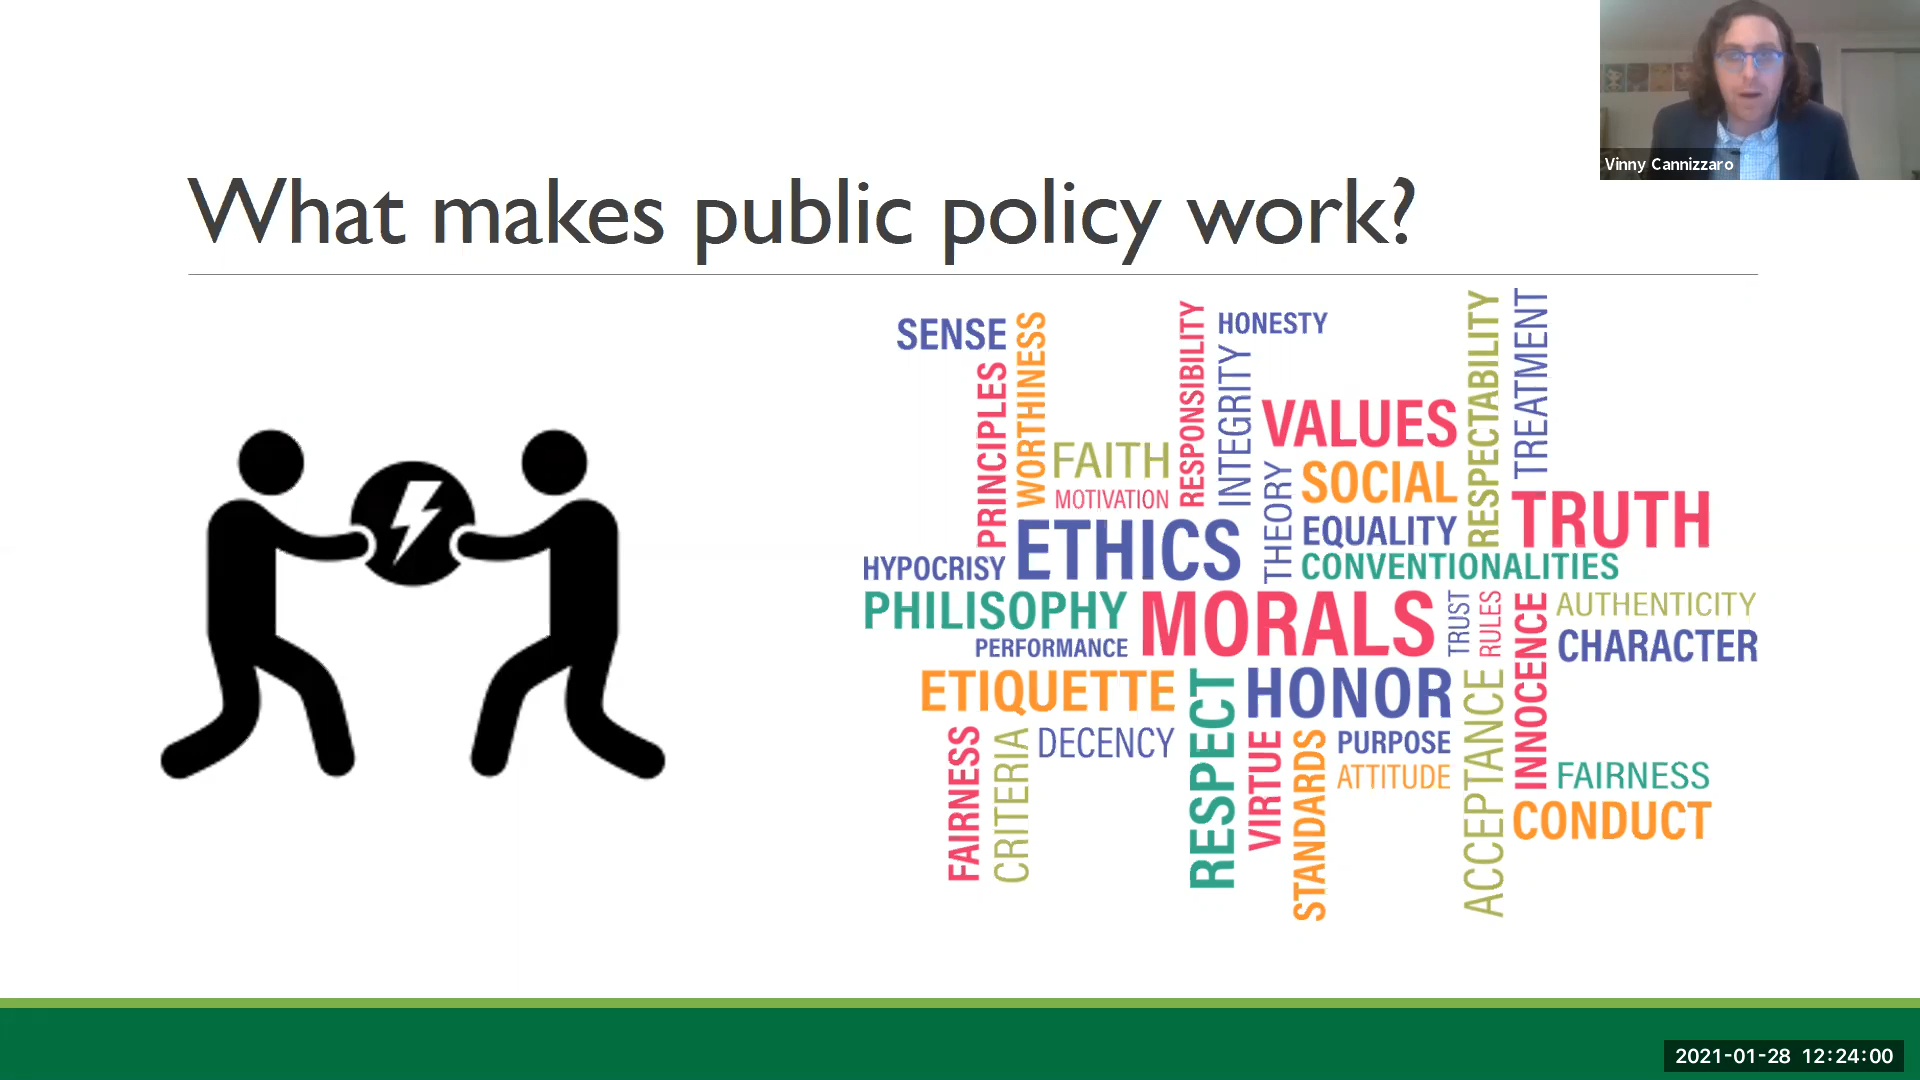 Vinny Cannizzaro
What makes public policy work?
SENSE
PRINCIPLES
WORTHINESS
FAITH
MOTIVATION
RESPONSIBILITY
HONESTY
INTEGRITY
VALUES
THEORY
SOCIAL
EQUALITY
RESPECTABILITY
TREATMENT
TRUTH
HYPOCRISY
ETHICS
CONVENTIONALITIES
PHILISOPHY
MORALS
TRUST
RULES
INNOCENCE
AUTHENTICITY
PERFORMANCE
CHARACTER
ETIQUETTE
RESPECT
HONOR
ACCEPTANCE
FAIRNESS
CRITERIA
DECENCY
VIRTUE
STANDARDS
PURPOSE
ATTITUDE
FAIRNESS
CONDUCT
2021-01-28 12:24:00